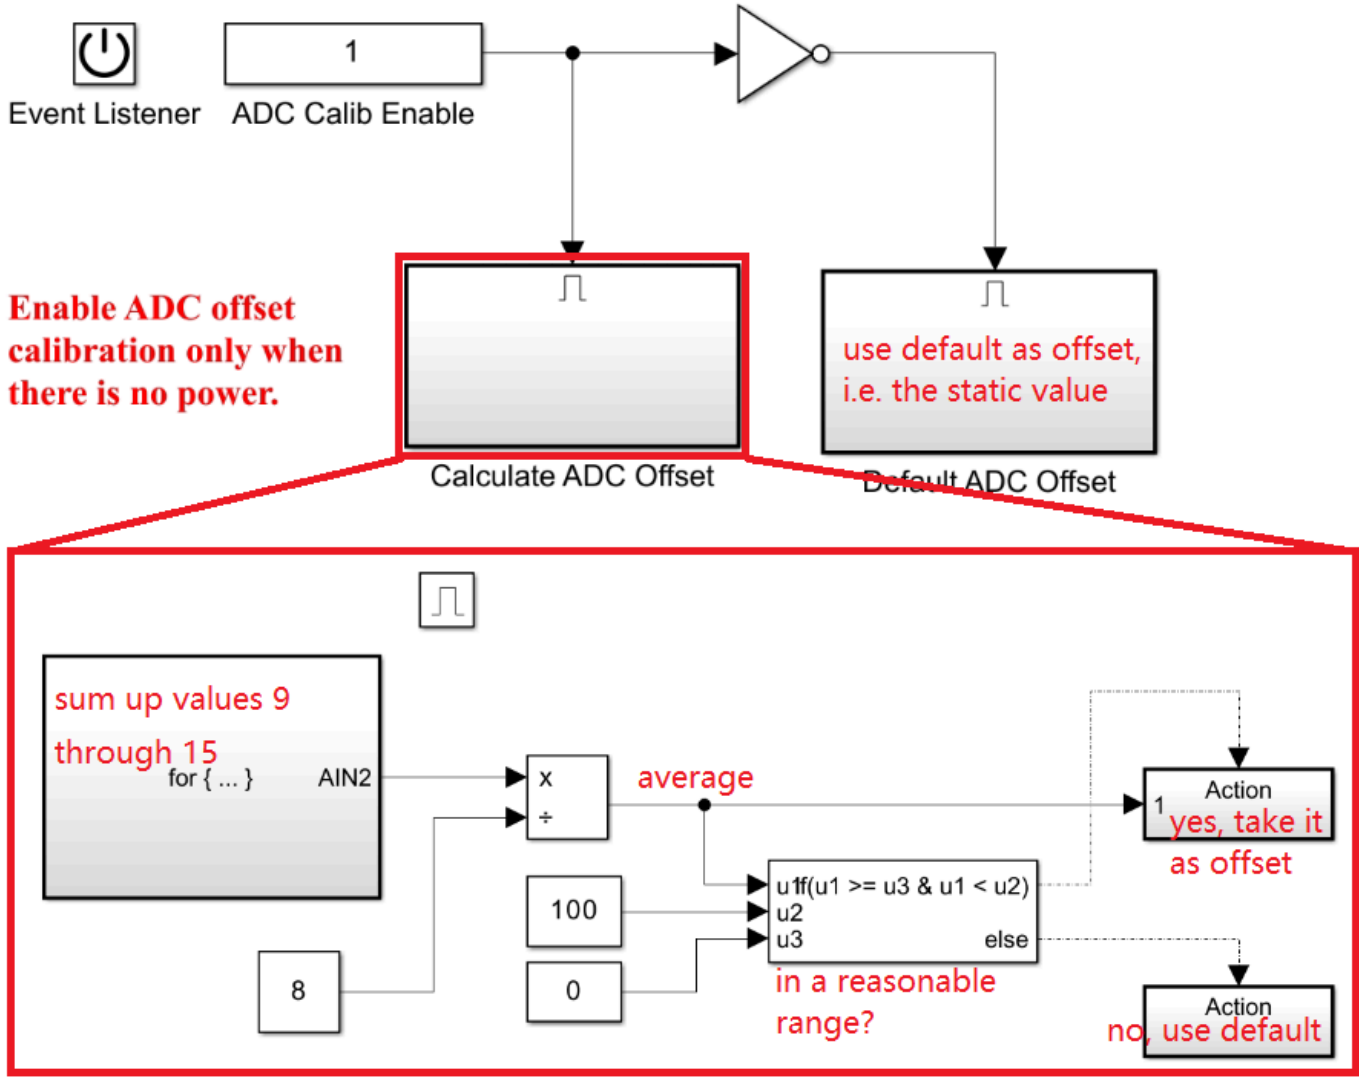 1
Event Listener
ADC Calib Enable
Enable ADC offset
calibration only when
there is no power.
use default as offset,
i.e. the static value
Calculate ADC Offset
Default ADC Offset
sum up values 9
through 15
for { ... }
AIN2
x
÷
average
8
100
0
u1
if(u1 >= u3 & u1 < u2)
u2
u3
else
in a reasonable
range?
Action
1
yes, take it
as offset
Action
no, use default